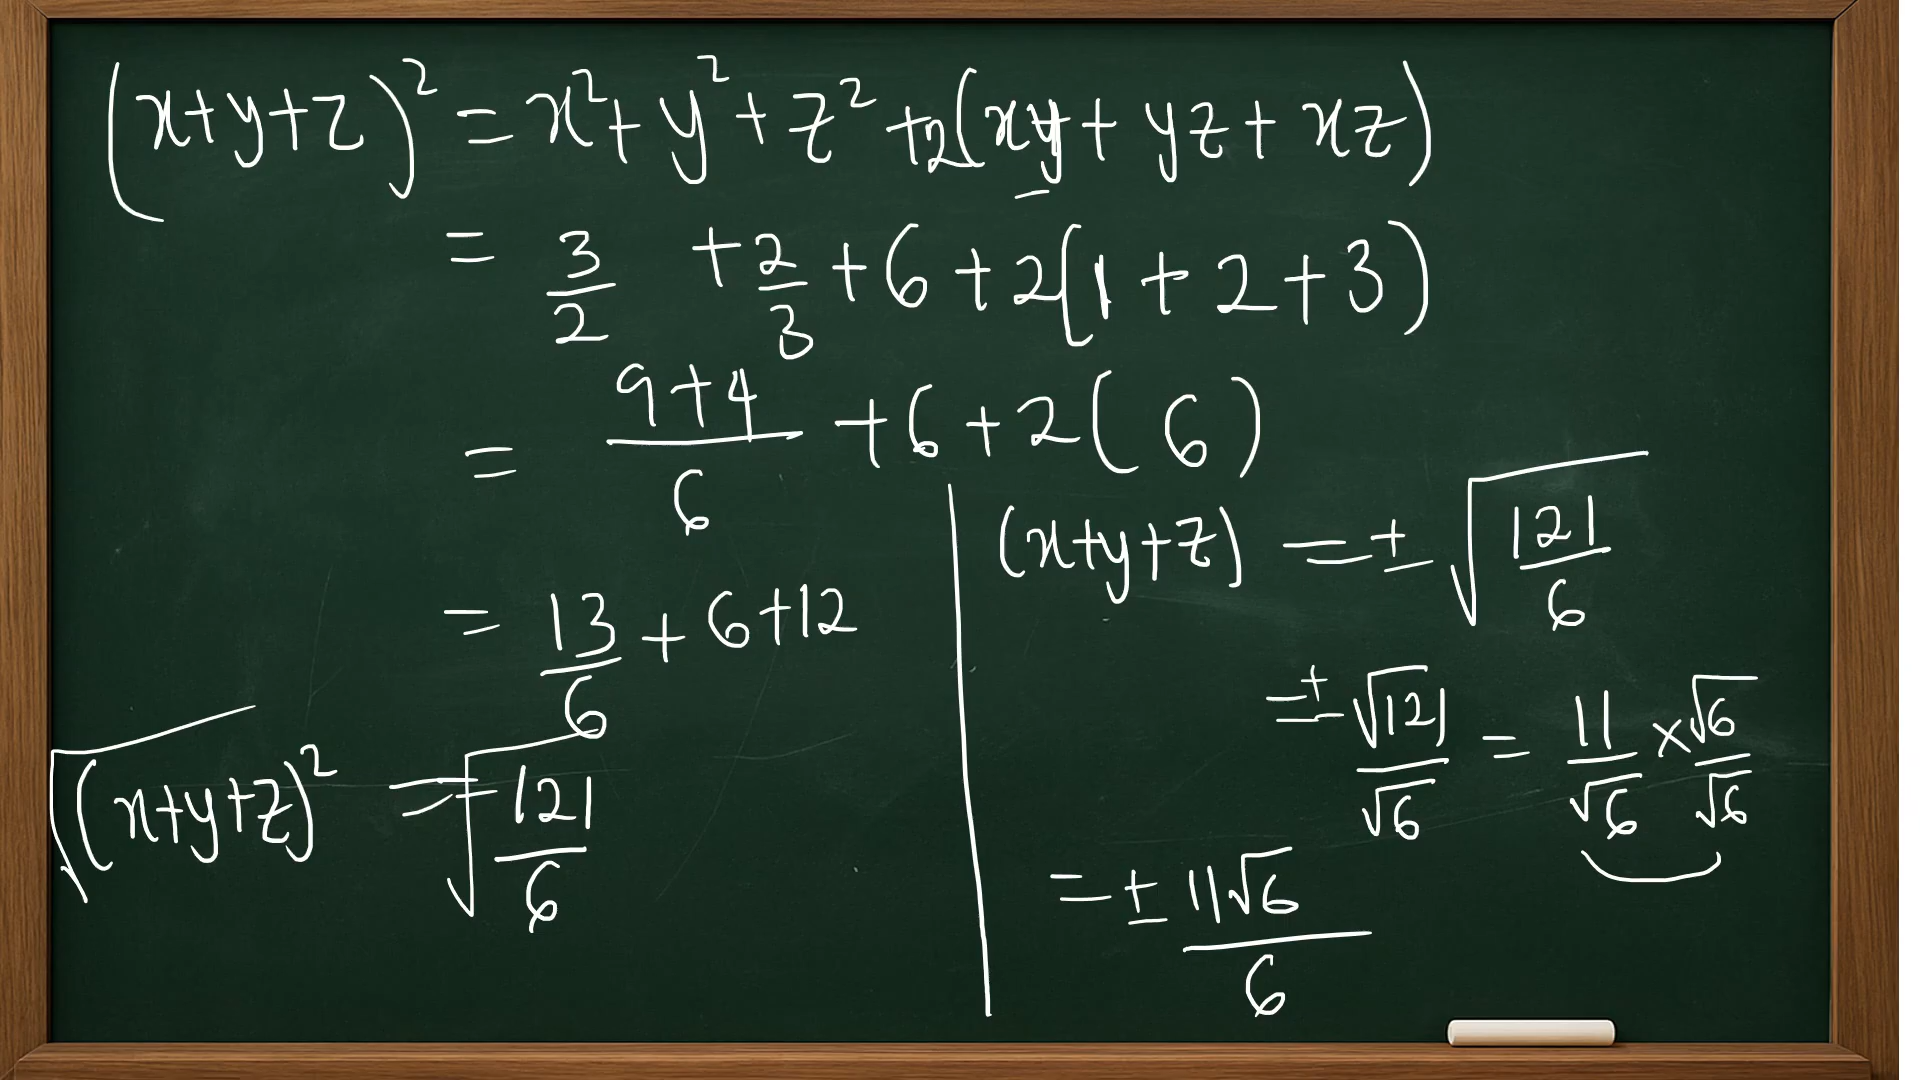 (x+y+z)² = x² + y² + z² + 2(xy + yz + xz)
= 3/2 + 2/3 + 6 + 2(1 + 2 + 3)
= (9+4)/6 + 6 + 2(6)
= 13/6 + 6 + 12
√(x+y+z)² = √121/6
(x+y+z) = ± √121/6
= ± √121/√6 = 11/√6 × √6/√6
= ± 11√6/6